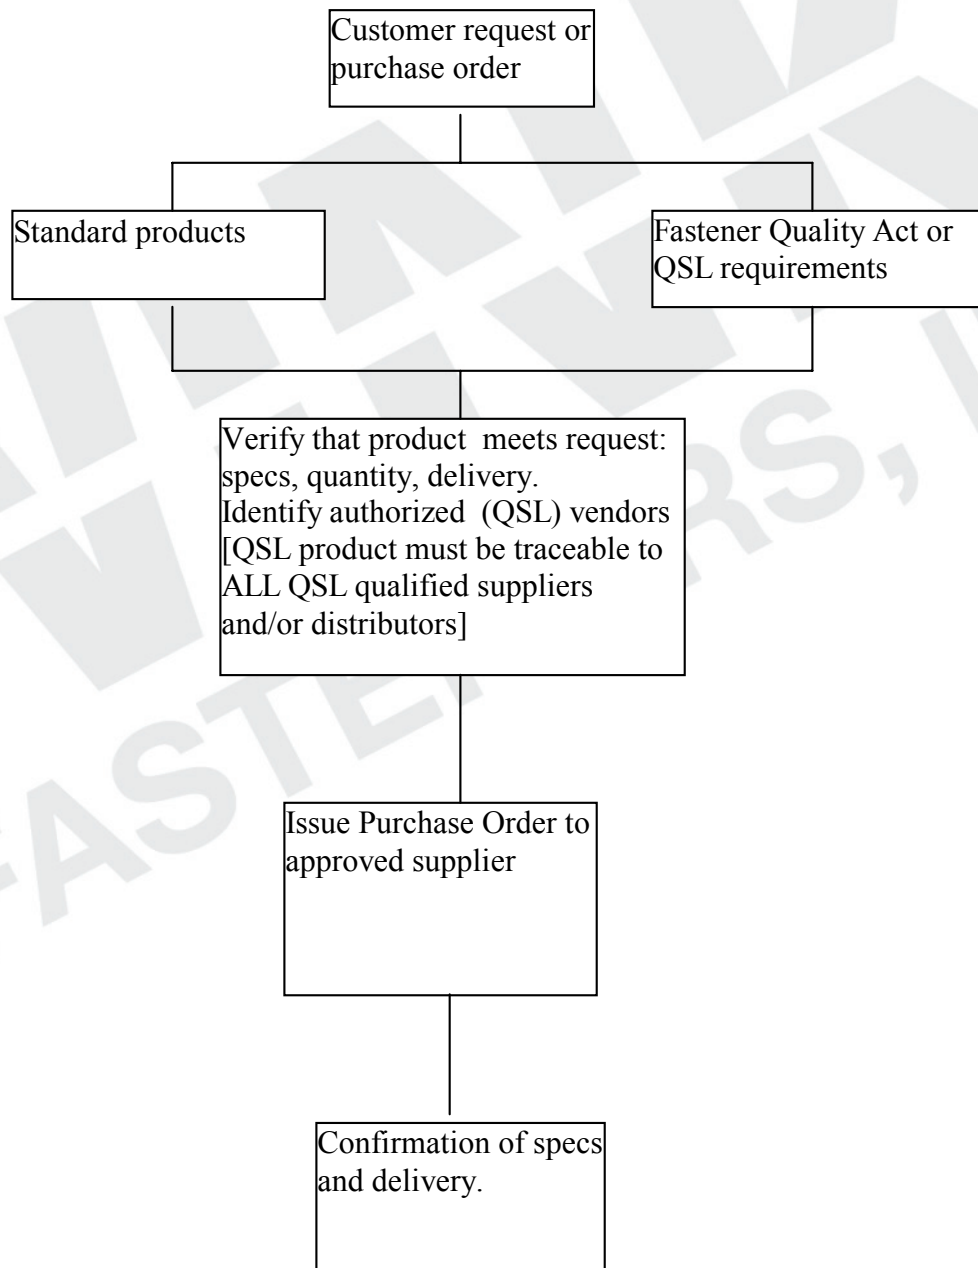 Customer request or
purchase order
Standard products
Fastener Quality Act or
QSL requirements
Verify that product  meets request:
specs, quantity, delivery.
Identify authorized  (QSL) vendors
[QSL product must be traceable to
ALL QSL qualified suppliers
and/or distributors]
Issue Purchase Order to
approved supplier
Confirmation of specs
and delivery.